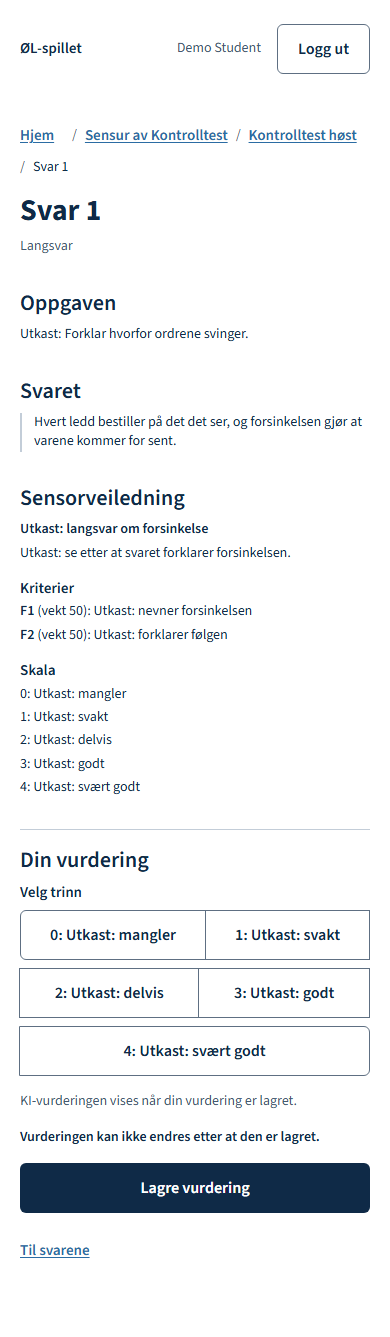 ØL-spillet
Demo Student
Logg ut
Hjem / Sensur av Kontrolltest / Kontrolltest høst
/ Svar 1
Svar 1
Langsvar
Oppgaven
Utkast: Forklar hvorfor ordrene svinger.
Svaret
Hvert ledd bestiller på det det ser, og forsinkelsen gjør at
varene kommer for sent.
Sensorveiledning
Utkast: langsvar om forsinkelse
Utkast: se etter at svaret forklarer forsinkelsen.
Kriterier
F1 (vekt 50): Utkast: nevner forsinkelsen
F2 (vekt 50): Utkast: forklarer følgen
Skala
0: Utkast: mangler
1: Utkast: svakt
2: Utkast: delvis
3: Utkast: godt
4: Utkast: svært godt
Din vurdering
Velg trinn
0: Utkast: mangler
1: Utkast: svakt
2: Utkast: delvis
3: Utkast: godt
4: Utkast: svært godt
KI-vurderingen vises når din vurdering er lagret.
Vurderingen kan ikke endres etter at den er lagret.
Lagre vurdering
Til svarene